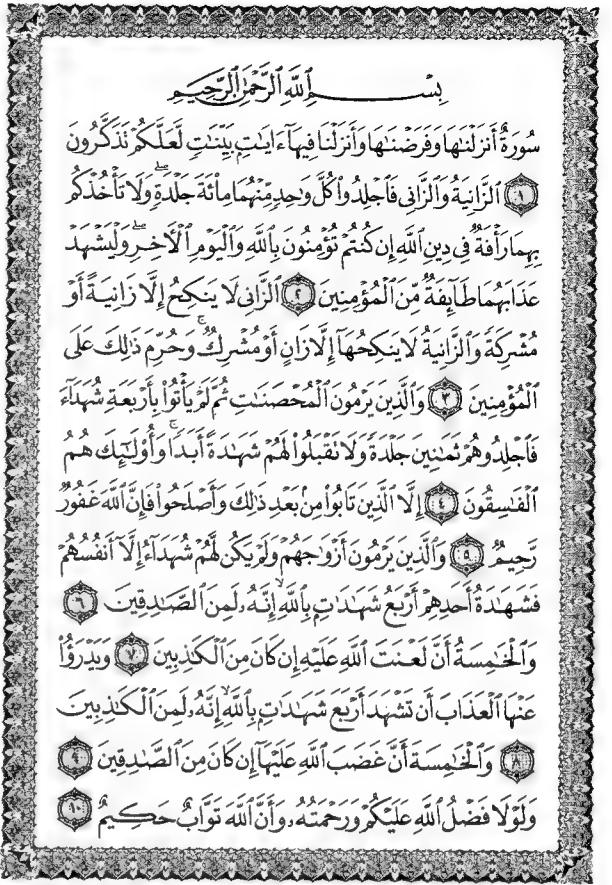 بِسْمِ ٱللَّهِ ٱلرَّحْمَٰنِ ٱلرَّحِيمِ
سُورَةٌ أَنزَلْنَٰهَا وَفَرَضْنَٰهَا وَأَنزَلْنَا فِيهَآ ءَايَٰتٍۭ بَيِّنَٰتٍ لَّعَلَّكُمْ تَذَكَّرُونَ
١ ٱلزَّانِيَةُ وَٱلزَّانِى فَٱجْلِدُوا۟ كُلَّ وَٰحِدٍ مِّنْهُمَا مِا۟ئَةَ جَلْدَةٍ ۖ وَلَا تَأْخُذْكُم
بِهِمَا رَأْفَةٌ فِى دِينِ ٱللَّهِ إِن كُنتُمْ تُؤْمِنُونَ بِٱللَّهِ وَٱلْيَوْمِ ٱلْءَاخِرِ ۖ وَلْيَشْهَدْ
عَذَابَهُمَا طَآئِفَةٌ مِّنَ ٱلْمُؤْمِنِينَ ٢ ٱلزَّانِى لَا يَنكِحُ إِلَّا زَانِيَةً أَوْ
مُشْرِكَةً وَٱلزَّانِيَةُ لَا يَنكِحُهَآ إِلَّا زَانٍ أَوْ مُشْرِكٌ ۚ وَحُرِّمَ ذَٰلِكَ عَلَى
ٱلْمُؤْمِنِينَ ٣ وَٱلَّذِينَ يَرْمُونَ ٱلْمُحْصَنَٰتِ ثُمَّ لَمْ يَأْتُوا۟ بِأَرْبَعَةِ شُهَدَآءَ
فَٱجْلِدُوهُمْ ثَمَٰنِينَ جَلْدَةً وَلَا تَقْبَلُوا۟ لَهُمْ شَهَٰدَةً أَبَدًا ۚ وَأُو۟لَٰٓئِكَ هُمُ
ٱلْفَٰسِقُونَ ٤ إِلَّا ٱلَّذِينَ تَابُوا۟ مِنۢ بَعْدِ ذَٰلِكَ وَأَصْلَحُوا۟ فَإِنَّ ٱللَّهَ غَفُورٌ
رَّحِيمٌ ٥ وَٱلَّذِينَ يَرْمُونَ أَزْوَٰجَهُمْ وَلَمْ يَكُن لَّهُمْ شُهَدَآءُ إِلَّآ أَنفُسُهُمْ
فَشَهَٰدَةُ أَحَدِهِمْ أَرْبَعُ شَهَٰدَٰتٍۭ بِٱللَّهِ ۙ إِنَّهُۥ لَمِنَ ٱلصَّٰدِقِينَ ٦
وَٱلْخَٰمِسَةُ أَنَّ لَعْنَتَ ٱللَّهِ عَلَيْهِ إِن كَانَ مِنَ ٱلْكَٰذِبِينَ ٧ وَيَدْرَؤُا۟
عَنْهَا ٱلْعَذَابَ أَن تَشْهَدَ أَرْبَعَ شَهَٰدَٰتٍۭ بِٱللَّهِ ۙ إِنَّهُۥ لَمِنَ ٱلْكَٰذِبِينَ
٨ وَٱلْخَٰمِسَةَ أَنَّ غَضَبَ ٱللَّهِ عَلَيْهَآ إِن كَانَ مِنَ ٱلصَّٰدِقِينَ ٩
وَلَوْلَا فَضْلُ ٱللَّهِ عَلَيْكُمْ وَرَحْمَتُهُۥ وَأَنَّ ٱللَّهَ تَوَّابٌ حَكِيمٌ ١٠